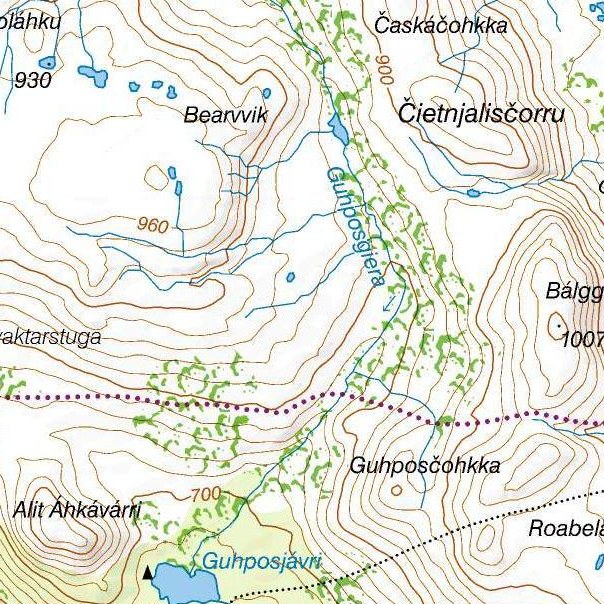 oláhku
Časkáčohkka
900
930
Bearvvik
Čietnjalisčorru
Guhposgiera
960
Bálgg
vaktarstuga
1007
Guhposčohkka
700
Alit Áhkávárri
Roabela
Guhposjávri